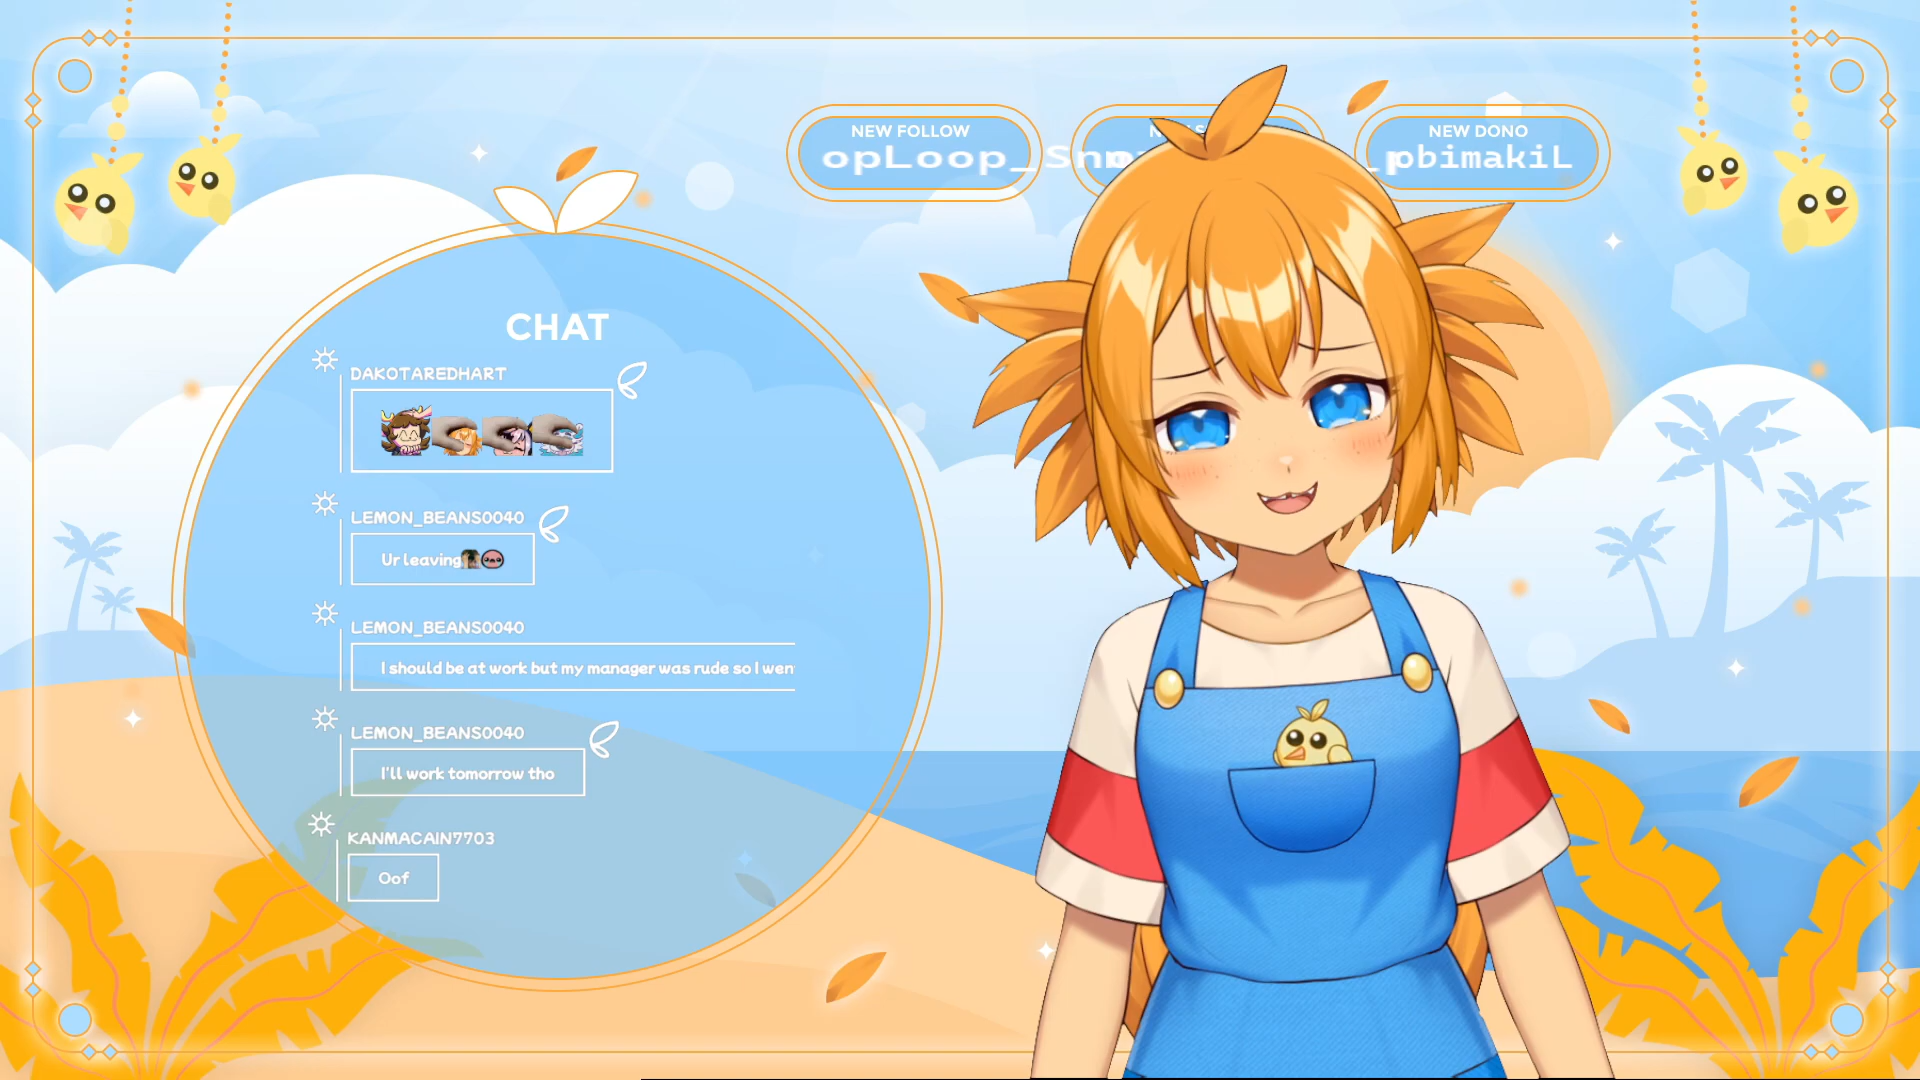 NEW FOLLOW
NEW DONO
opLoop_Sn
pbimakiL
CHAT
DAKOTAREDHART
LEMON_BEANS0040
Ur leaving
LEMON_BEANS0040
I should be at work but my manager was rude so I wen
LEMON_BEANS0040
I'll work tomorrow tho
KANMACAIN7703
Oof